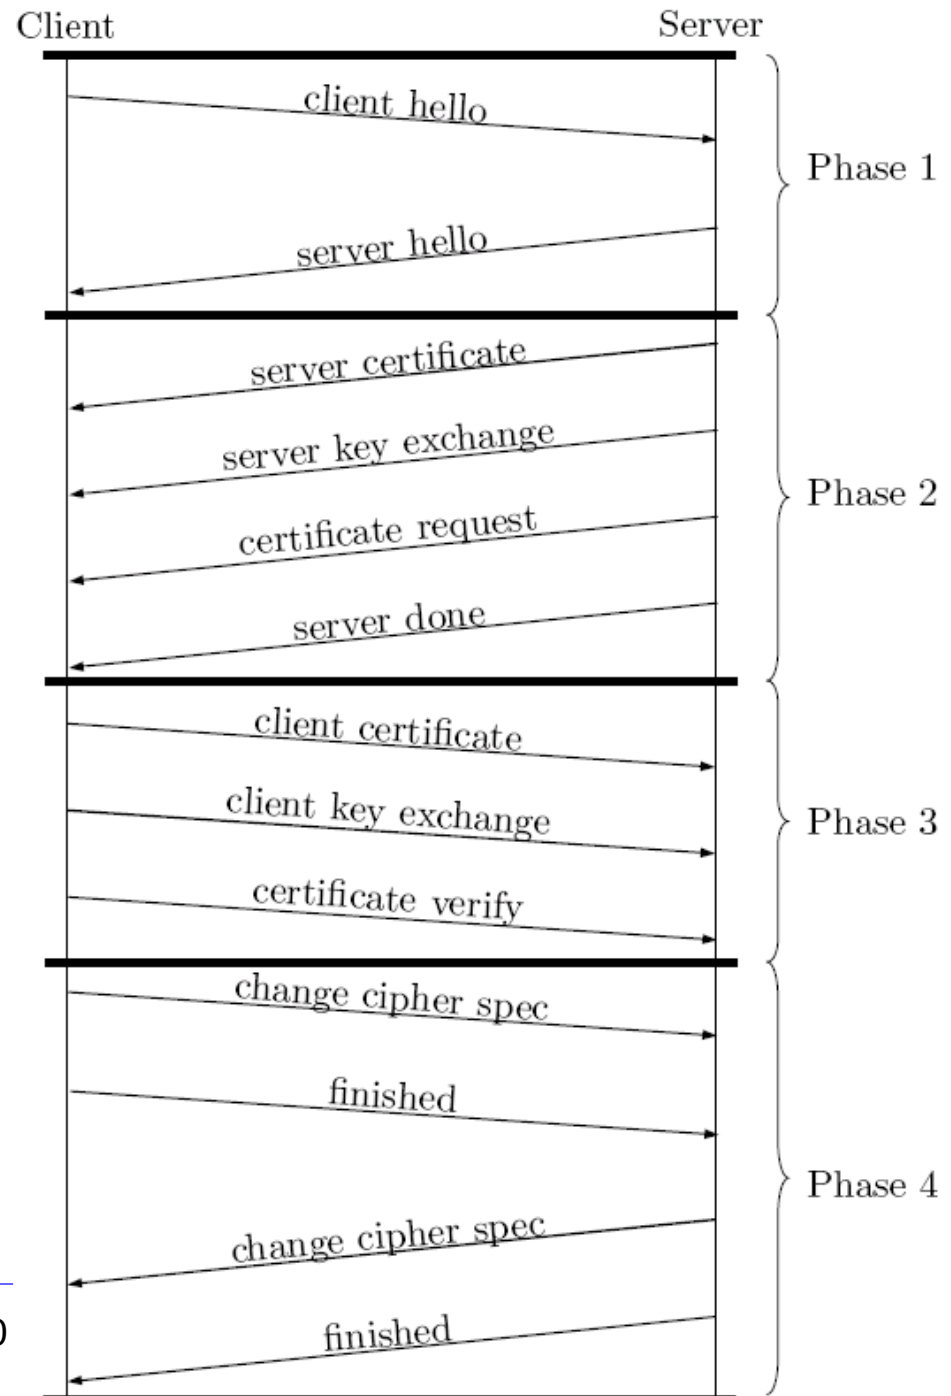 Client
Server
client hello
Phase 1
server hello
server certificate
server key exchange
Phase 2
certificate request
server done
client certificate
client key exchange
Phase 3
certificate verify
change cipher spec
finished
Phase 4
change cipher spec
finished
0